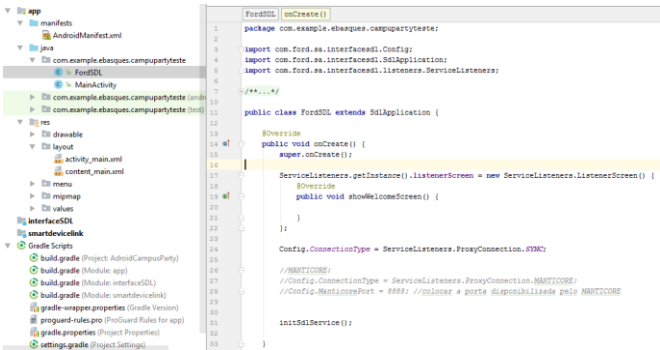 app
manifests
AndroidManifest.xml
java
com.example.ebasques.campupartyteste
FordSDL
MainActivity
com.example.ebasques.campupartyteste (andr
com.example.ebasques.campupartyteste (test)
res
drawable
layout
activity_main.xml
content_main.xml
menu
mipmap
values
interfaceSDL
smartdevicelink
Gradle Scripts
build.gradle (Project: AdroidCampusParty)
build.gradle (Module: app)
build.gradle (Module: interfaceSDL)
build.gradle (Module: smartdevicelink)
gradle-wrapper.properties (Gradle Version)
proguard-rules.pro (ProGuard Rules for app)
gradle.properties (Project Properties)
settings.gradle (Project Settings)
FordSDL onCreate()
1 package com.example.ebasques.campupartyteste;
2
3 import com.ford.sa.interfacesdl.Config;
4 import com.ford.sa.interfacesdl.SdlApplication;
5 import com.ford.sa.interfacesdl.listeners.ServiceListeners;
6
7 /**...*/
10
11 public class FordSDL extends SdlApplication {
12
13 @Override
14 public void onCreate() {
15 super.onCreate();
16
17 ServiceListeners.getInstance().listenerScreen = new ServiceListeners.ListenerScreen() {
18 @Override
19 public void showWelcomeScreen() {
20
21 }
22 };
23
24 Config.ConnectionType = ServiceListeners.ProxyConnection.SYNC;
25
26 //MANTICORE:
27 //Config.ConnectionType = ServiceListeners.ProxyConnection.MANTICORE;
28 //Config.ManticorePort = 8888; //colocar a porta disponibilizada pelo MANTICORE
29
30
31 initSdlService();
32
33 }